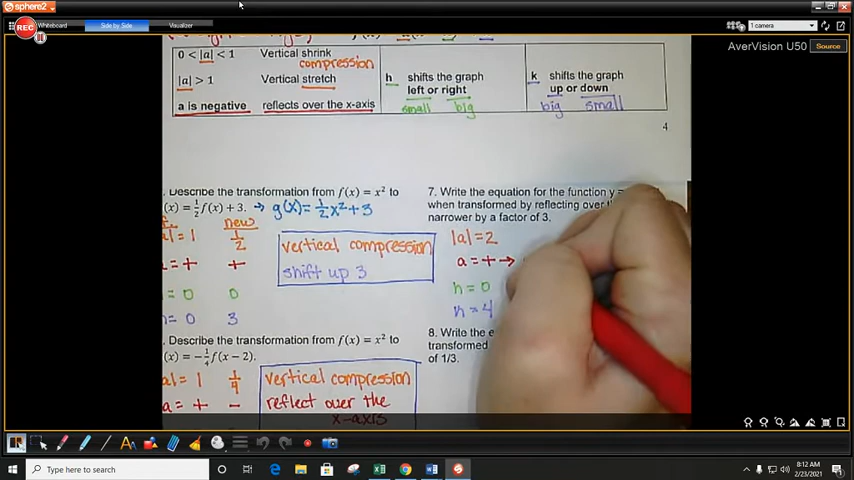 sphere2
REC
Whiteboard
Side by Side
Visualizer
1 camera
AverVision U50
Source
0 < |a| < 1 Vertical shrink
compression
|a| > 1 Vertical stretch
a is negative reflects over the x-axis
h shifts the graph
left or right
small big
k shifts the graph
up or down
big small
4
. Describe the transformation from f(x) = x² to
(x) = ½f(x) + 3. → g(x) = ½x² + 3
new
al = 1 ½
a = + +
= 0 0
= 0 3
vertical compression
shift up 3
. Describe the transformation from f(x) = x² to
(x) = −¼f(x − 2).
al = 1 ¼
a = + −
vertical compression
reflect over the
x-axis
7. Write the equation for the function y =
when transformed by reflecting over
narrower by a factor of 3.
|a| = 2
a = + →
h = 0
k = 4
8. Write the e
transformed
of 1/3.
Type here to search
8:12 AM
2/23/2021